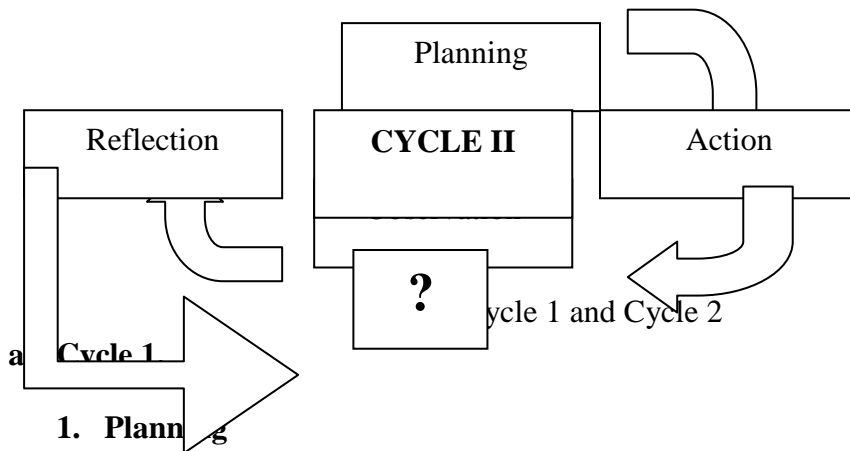 Planning
Reflection
CYCLE II
Action
?
ycle 1 and Cycle 2
a Cycle 1.
1. Plann g